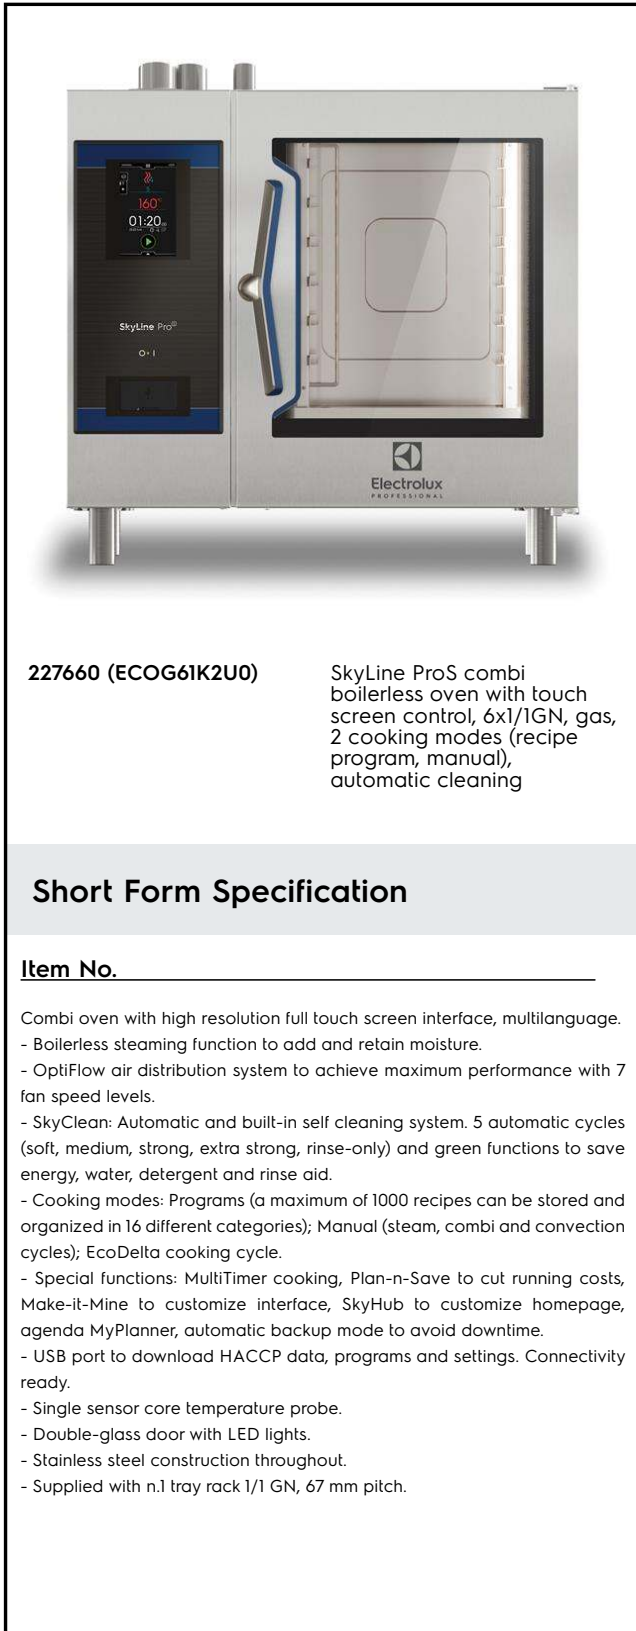 160°
01:20
SkyLine ProS
Electrolux
PROFESSIONAL
227660 (ECOG61K2U0)
SkyLine ProS combi
boilerless oven with touch
screen control, 6x1/1GN, gas,
2 cooking modes (recipe
program, manual),
automatic cleaning
Short Form Specification
Item No.
Combi oven with high resolution full touch screen interface, multilanguage.
- Boilerless steaming function to add and retain moisture.
- OptiFlow air distribution system to achieve maximum performance with 7
fan speed levels.
- SkyClean: Automatic and built-in self cleaning system. 5 automatic cycles
(soft, medium, strong, extra strong, rinse-only) and green functions to save
energy, water, detergent and rinse aid.
- Cooking modes: Programs (a maximum of 1000 recipes can be stored and
organized in 16 different categories); Manual (steam, combi and convection
cycles); EcoDelta cooking cycle.
- Special functions: MultiTimer cooking, Plan-n-Save to cut running costs,
Make-it-Mine to customize interface, SkyHub to customize homepage,
agenda MyPlanner, automatic backup mode to avoid downtime.
- USB port to download HACCP data, programs and settings. Connectivity
ready.
- Single sensor core temperature probe.
- Double-glass door with LED lights.
- Stainless steel construction throughout.
- Supplied with n.1 tray rack 1/1 GN, 67 mm pitch.